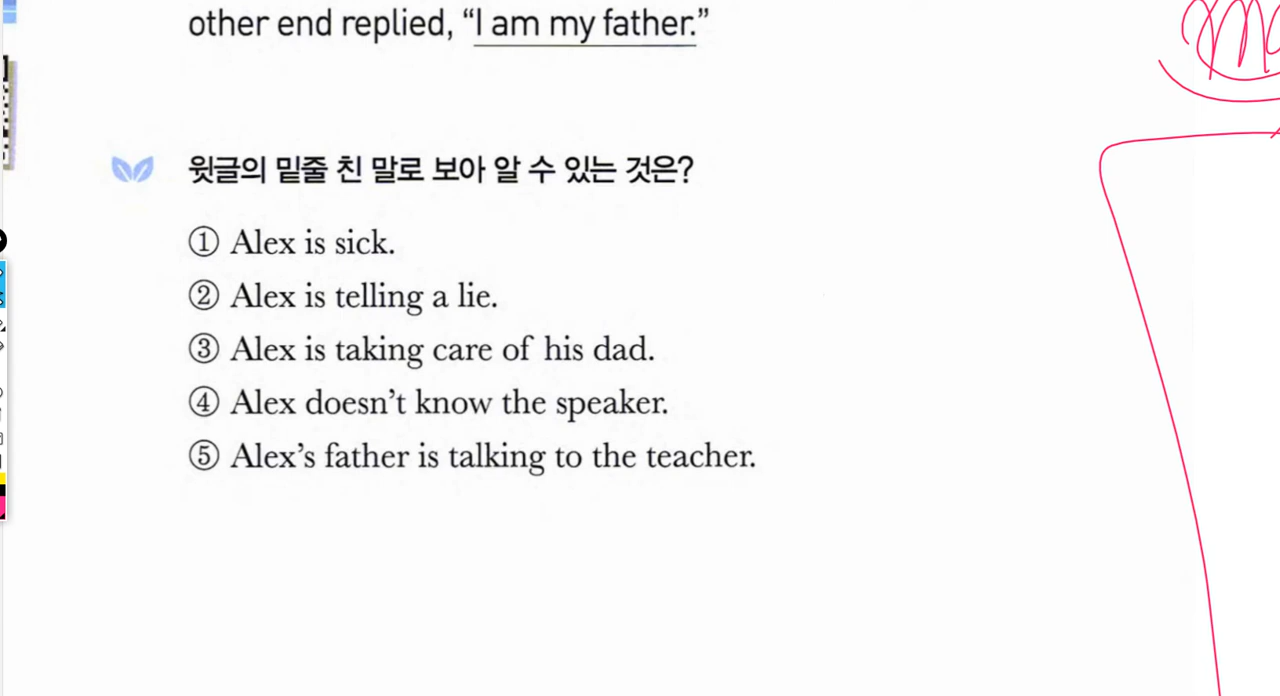 other end replied, “I am my father.”
윗글의 밑줄 친 말로 보아 알 수 있는 것은?
① Alex is sick.
② Alex is telling a lie.
③ Alex is taking care of his dad.
④ Alex doesn’t know the speaker.
⑤ Alex’s father is talking to the teacher.